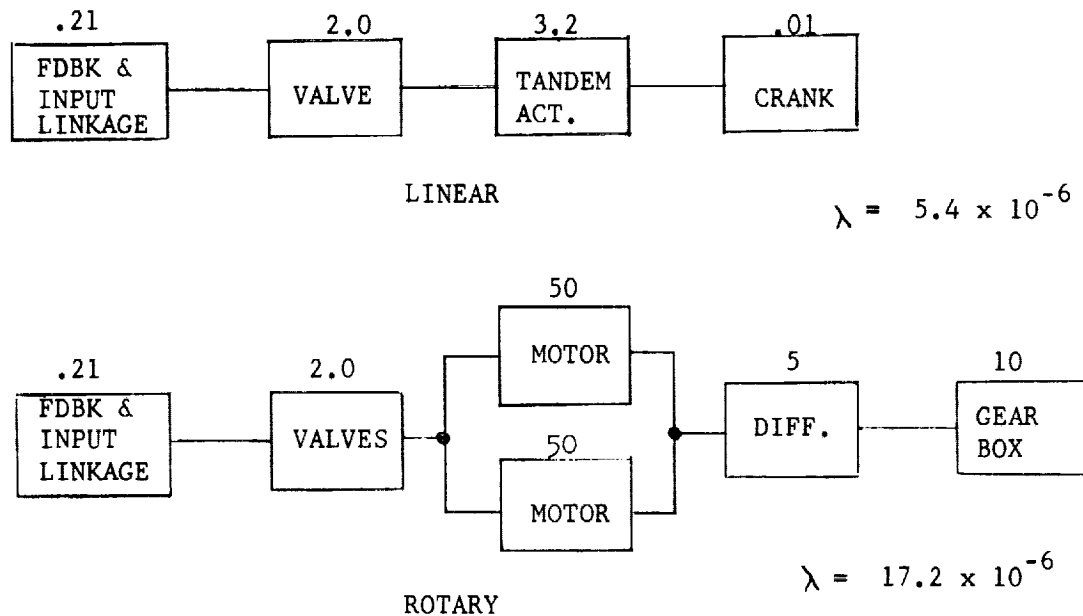 .21
2.0
3.2
.01
FDBK &
INPUT
LINKAGE
VALVE
TANDEM
ACT.
CRANK
LINEAR
λ = 5.4 x 10^-6
50
MOTOR
.21
2.0
5
10
FDBK &
INPUT
LINKAGE
VALVES
DIFF.
GEAR
BOX
50
MOTOR
λ = 17.2 x 10^-6
ROTARY